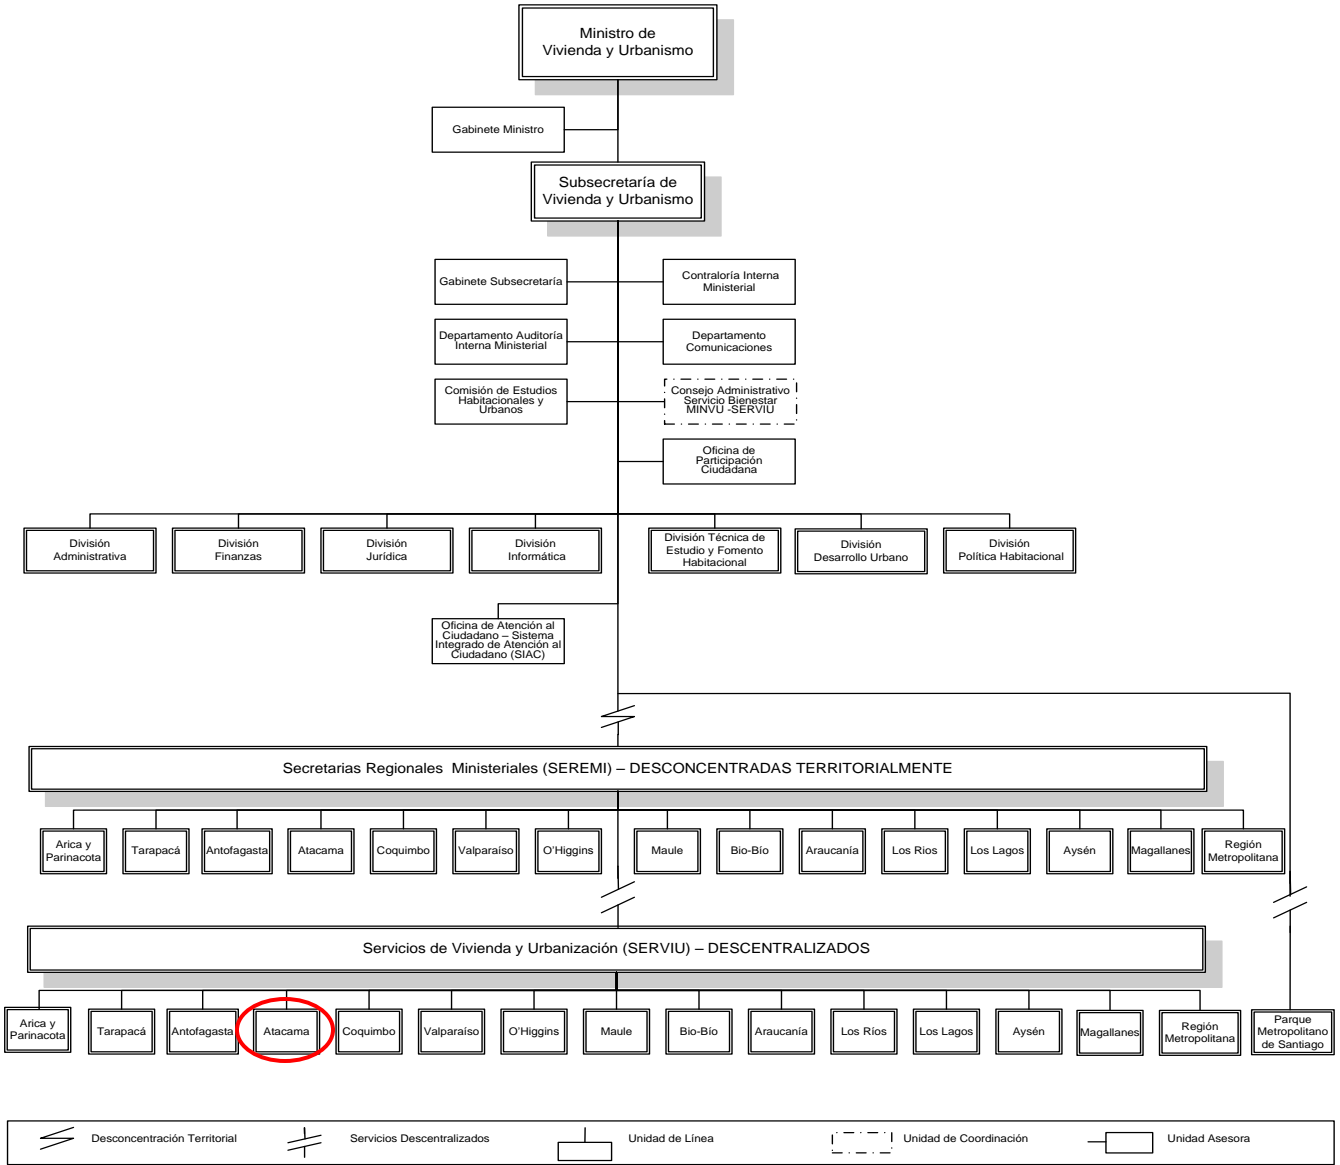 Ministro de
Vivienda y Urbanismo
Gabinete Ministro
Subsecretaría de
Vivienda y Urbanismo
Gabinete Subsecretaría
Contraloría Interna
Ministerial
Departamento Auditoría
Interna Ministerial
Departamento
Comunicaciones
Comisión de Estudios
Habitacionales y
Urbanos
Consejo Administrativo
Servicio Bienestar
MINVU -SERVIU
Oficina de
Participación
Ciudadana
División
Administrativa
División
Finanzas
División
Jurídica
División
Informática
División Técnica de
Estudio y Fomento
Habitacional
División
Desarrollo Urbano
División
Política Habitacional
Oficina de Atención al
Ciudadano – Sistema
Integrado de Atención al
Ciudadano (SIAC)
Secretarias Regionales Ministeriales (SEREMI) – DESCONCENTRADAS TERRITORIALMENTE
Arica y
Parinacota
Tarapacá
Antofagasta
Atacama
Coquimbo
Valparaíso
O'Higgins
Maule
Bio-Bío
Araucanía
Los Rios
Los Lagos
Aysén
Magallanes
Región
Metropolitana
Servicios de Vivienda y Urbanización (SERVIU) – DESCENTRALIZADOS
Arica y
Parinacota
Tarapacá
Antofagasta
Atacama
Coquimbo
Valparaíso
O'Higgins
Maule
Bio-Bío
Araucanía
Los Ríos
Los Lagos
Aysén
Magallanes
Región
Metropolitana
Parque
Metropolitano
de Santiago
Desconcentración Territorial
Servicios Descentralizados
Unidad de Línea
Unidad de Coordinación
Unidad Asesora